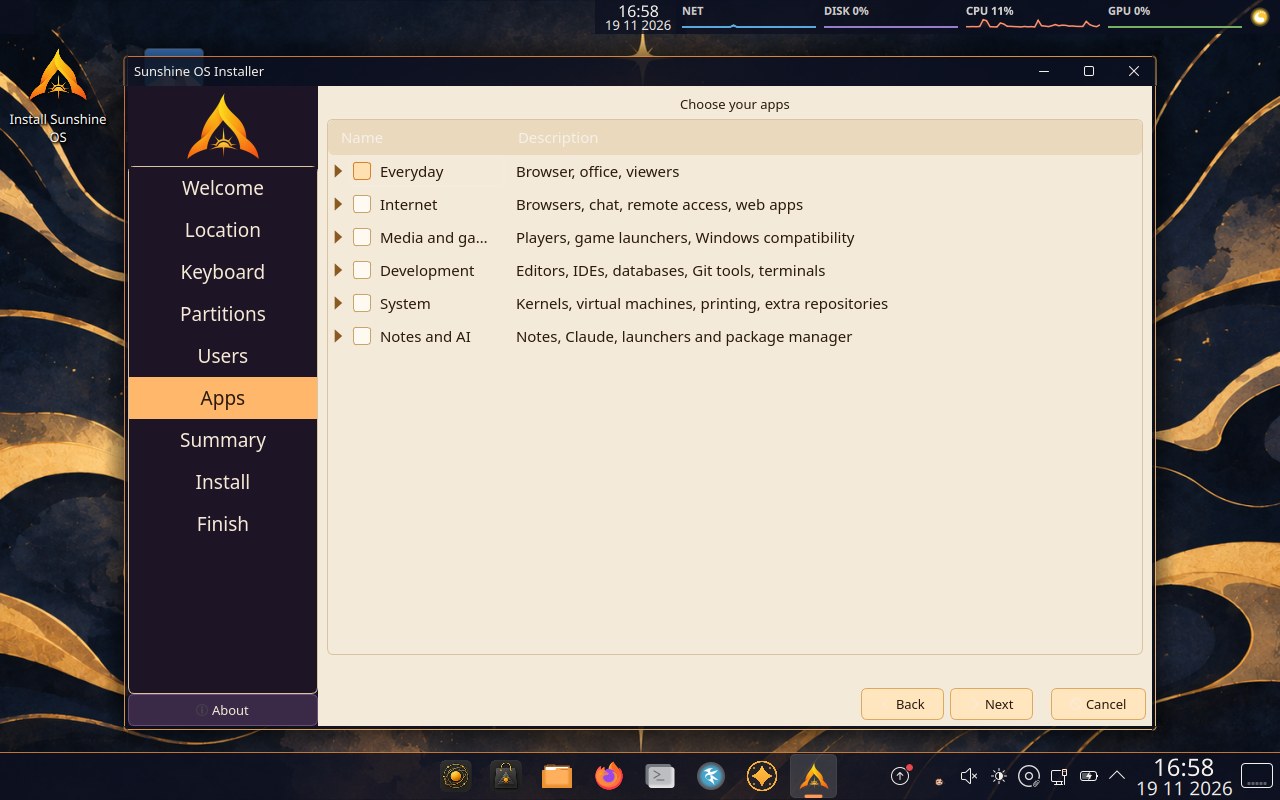 16:58
19 11 2026
NET
DISK 0%
CPU 11%
GPU 0%
Install Sunshine
OS
Sunshine OS Installer
Welcome
Location
Keyboard
Partitions
Users
Apps
Summary
Install
Finish
About
Choose your apps
Name Description
Everyday Browser, office, viewers
Internet Browsers, chat, remote access, web apps
Media and ga... Players, game launchers, Windows compatibility
Development Editors, IDEs, databases, Git tools, terminals
System Kernels, virtual machines, printing, extra repositories
Notes and AI Notes, Claude, launchers and package manager
Back Next Cancel
16:58
19 11 2026